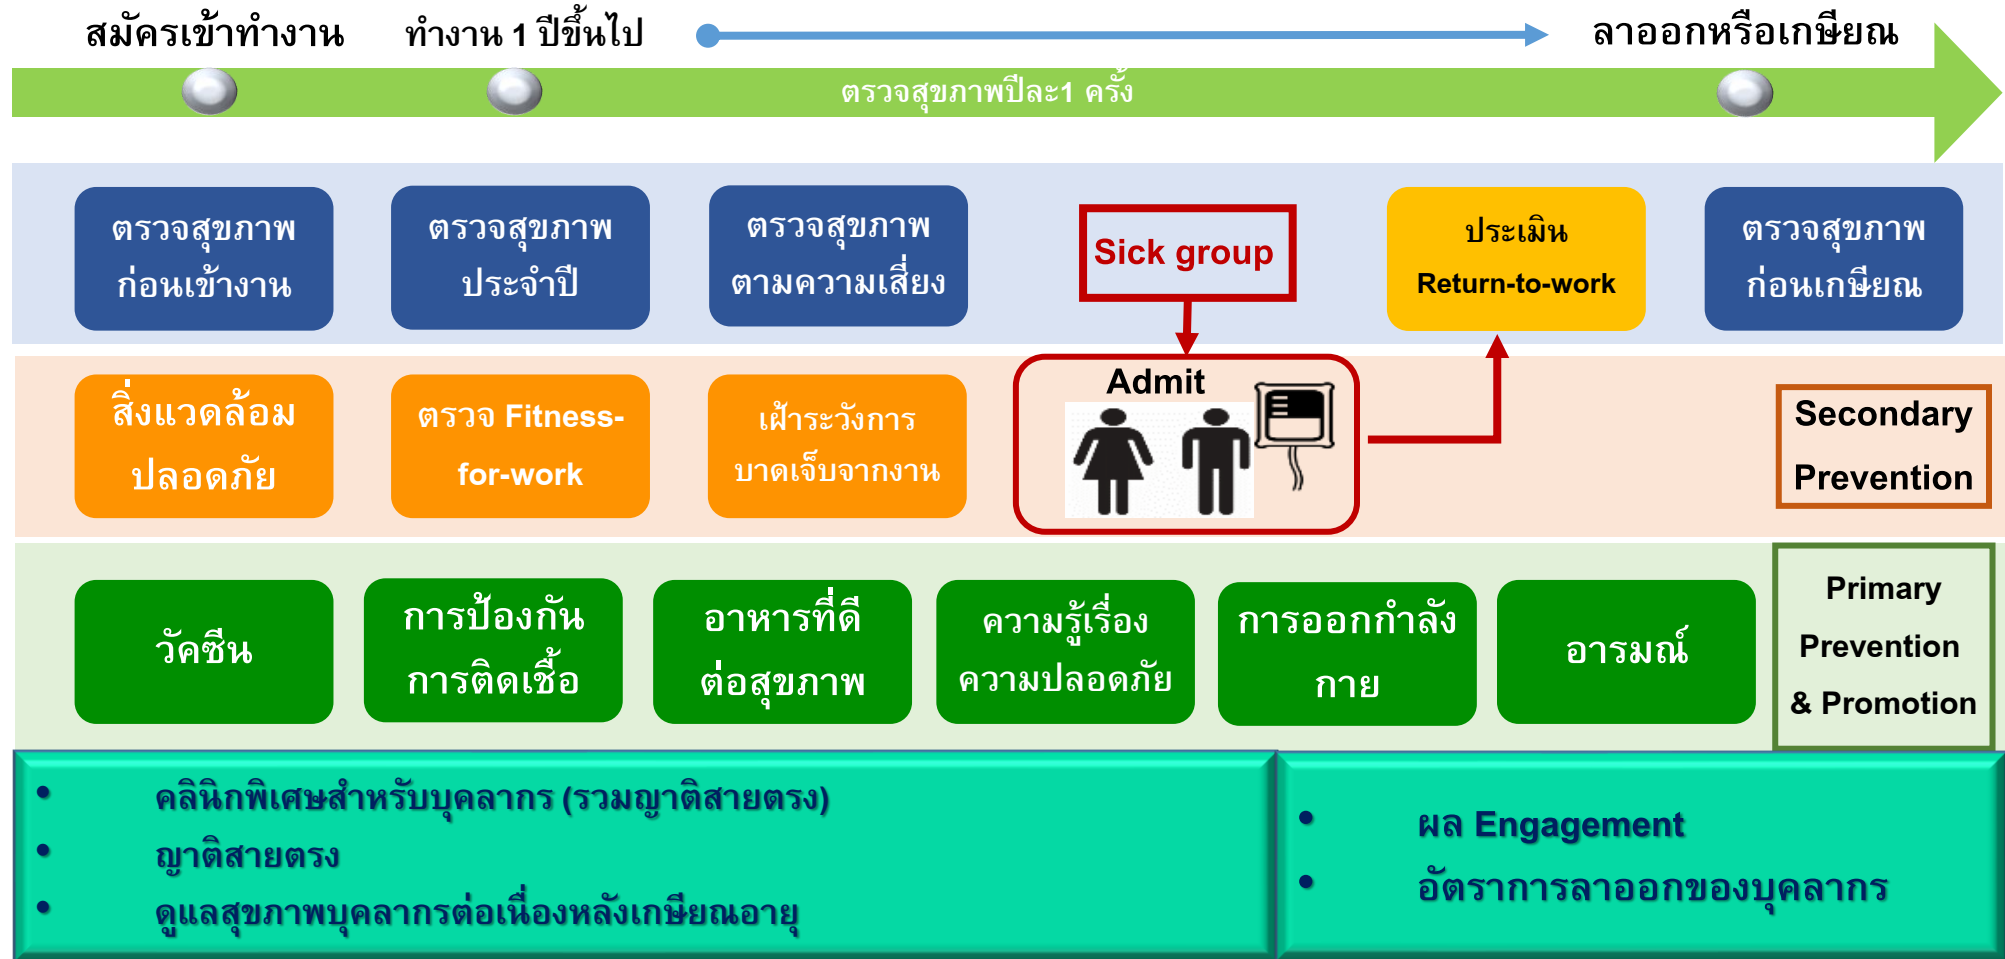 สมัครเข้าทำงาน
ทำงาน 1 ปีขึ้นไป
ลาออกหรือเกษียณ
ตรวจสุขภาพปีละ1 ครั้ง
ตรวจสุขภาพ
ก่อนเข้างาน
ตรวจสุขภาพ
ประจำปี
ตรวจสุขภาพ
ตามความเสี่ยง
Sick group
ประเมิน
Return-to-work
ตรวจสุขภาพ
ก่อนเกษียณ
สิ่งแวดล้อม
ปลอดภัย
ตรวจ Fitness-
for-work
เฝ้าระวังการ
บาดเจ็บจากงาน
Admit
Secondary
Prevention
วัคซีน
การป้องกัน
การติดเชื้อ
อาหารที่ดี
ต่อสุขภาพ
ความรู้เรื่อง
ความปลอดภัย
การออกกำลัง
กาย
อารมณ์
Primary
Prevention
& Promotion
• คลินิกพิเศษสำหรับบุคลากร (รวมญาติสายตรง)
• ญาติสายตรง
• ดูแลสุขภาพบุคลากรต่อเนื่องหลังเกษียณอายุ
• ผล Engagement
• อัตราการลาออกของบุคลากร